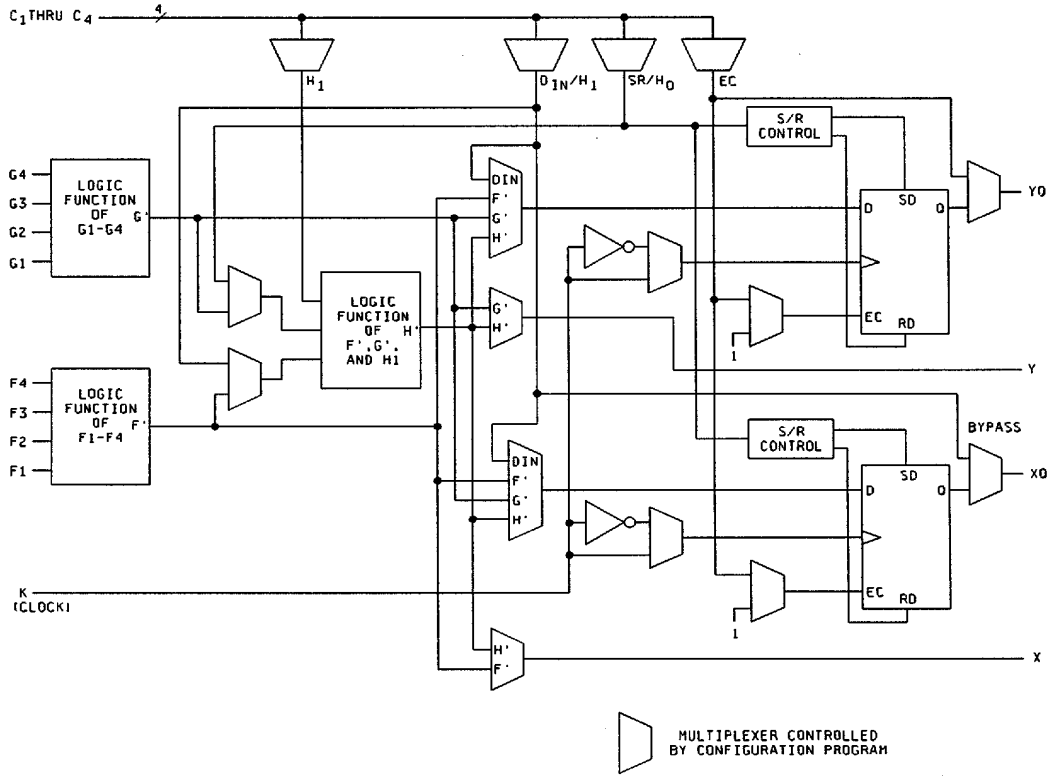 C1 THRU C4
4
H1
DIN/H1
SR/H0
EC
S/R
CONTROL
G4
G3
G2
G1
LOGIC
FUNCTION
OF
G1-G4
G'
DIN
F'
G'
H'
D
SD
Q
YQ
EC
RD
1
LOGIC
FUNCTION
OF
F',G',
AND H1
H'
G'
H'
Y
F4
F3
F2
F1
LOGIC
FUNCTION
OF
F1-F4
F'
S/R
CONTROL
BYPASS
DIN
F'
G'
H'
D
SD
Q
XQ
EC
RD
1
K
(CLOCK)
H'
F'
X
MULTIPLEXER CONTROLLED
BY CONFIGURATION PROGRAM